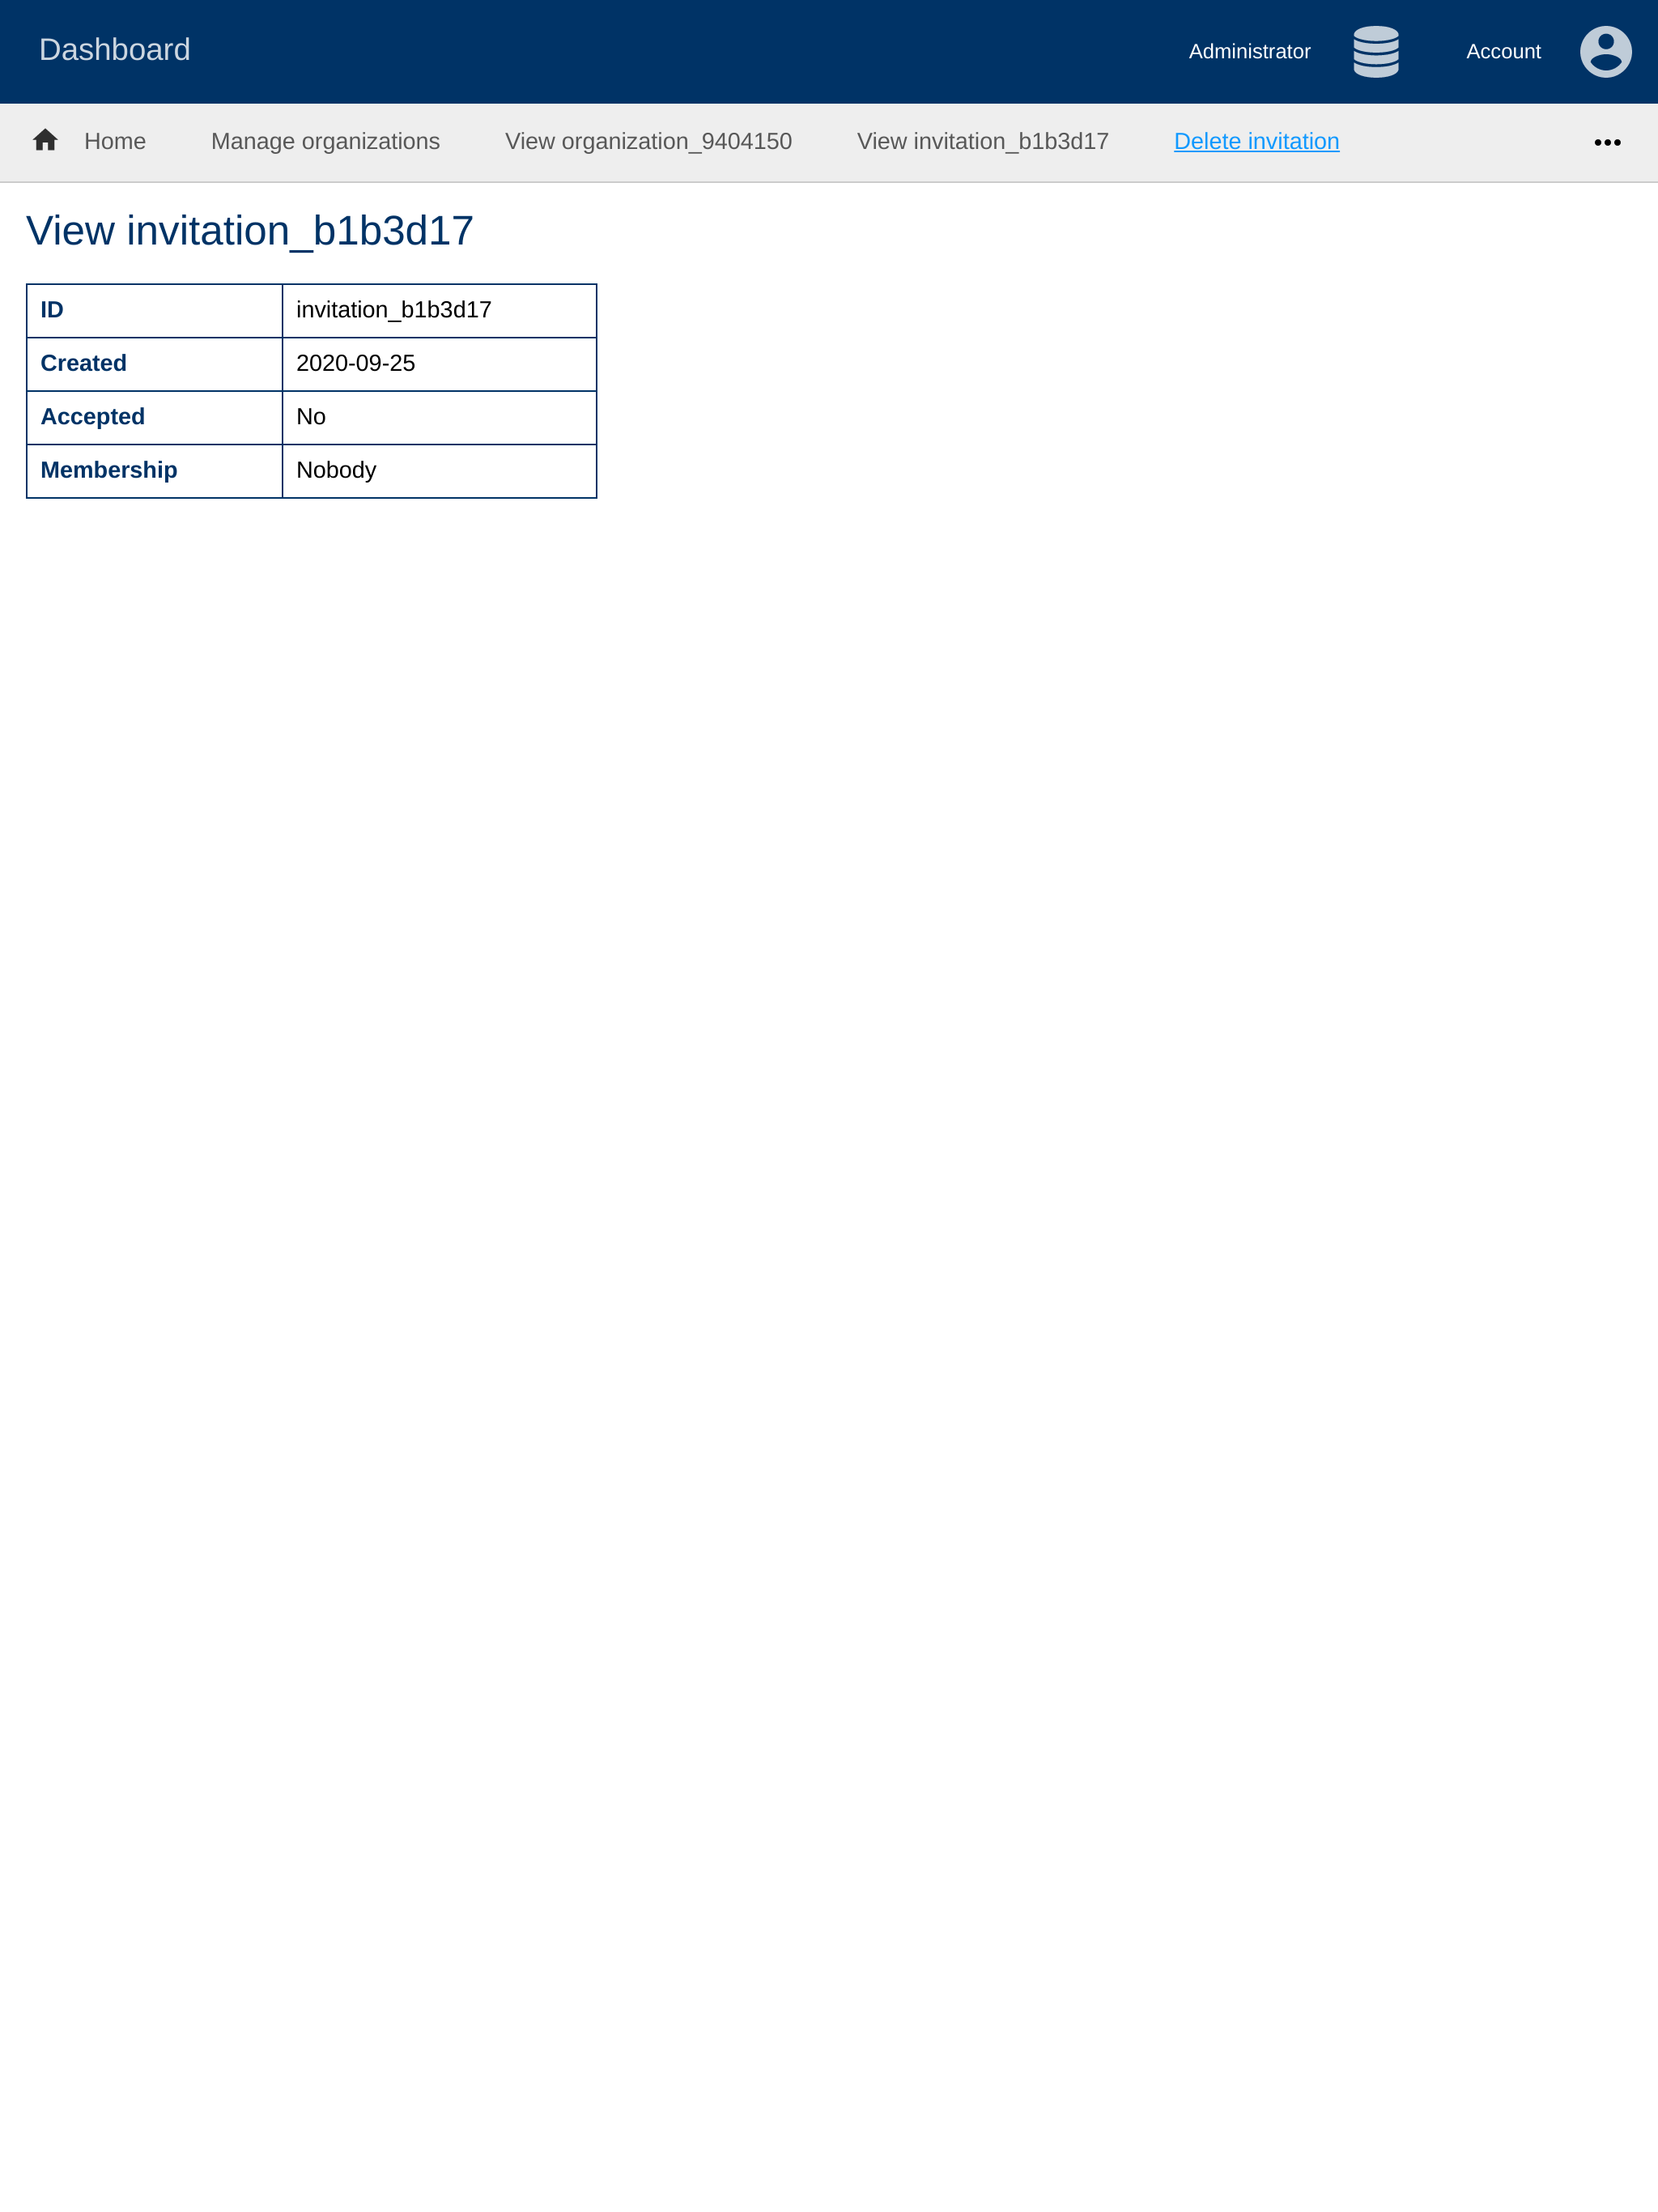 Dashboard Administrator Account
Home Manage organizations View organization_9404150 View invitation_b1b3d17 Delete invitation
View invitation_b1b3d17
ID invitation_b1b3d17
Created 2020-09-25
Accepted No
Membership Nobody